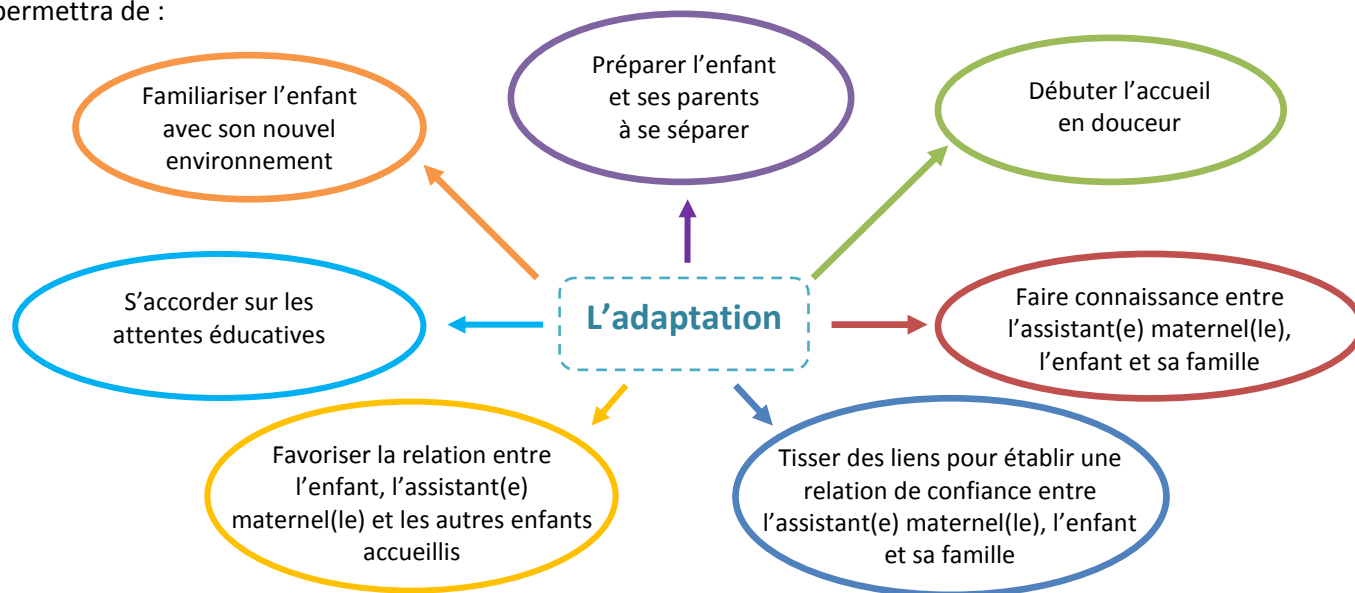 permettra de :
Familiariser l'enfant
avec son nouvel
environnement
Préparer l'enfant
et ses parents
à se séparer
Débuter l'accueil
en douceur
S'accorder sur les
attentes éducatives
L'adaptation
Faire connaissance entre
l'assistant(e) maternel(le),
l'enfant et sa famille
Favoriser la relation entre
l'enfant, l'assistant(e)
maternel(le) et les autres enfants
accueillis
Tisser des liens pour établir une
relation de confiance entre
l'assistant(e) maternel(le), l'enfant
et sa famille